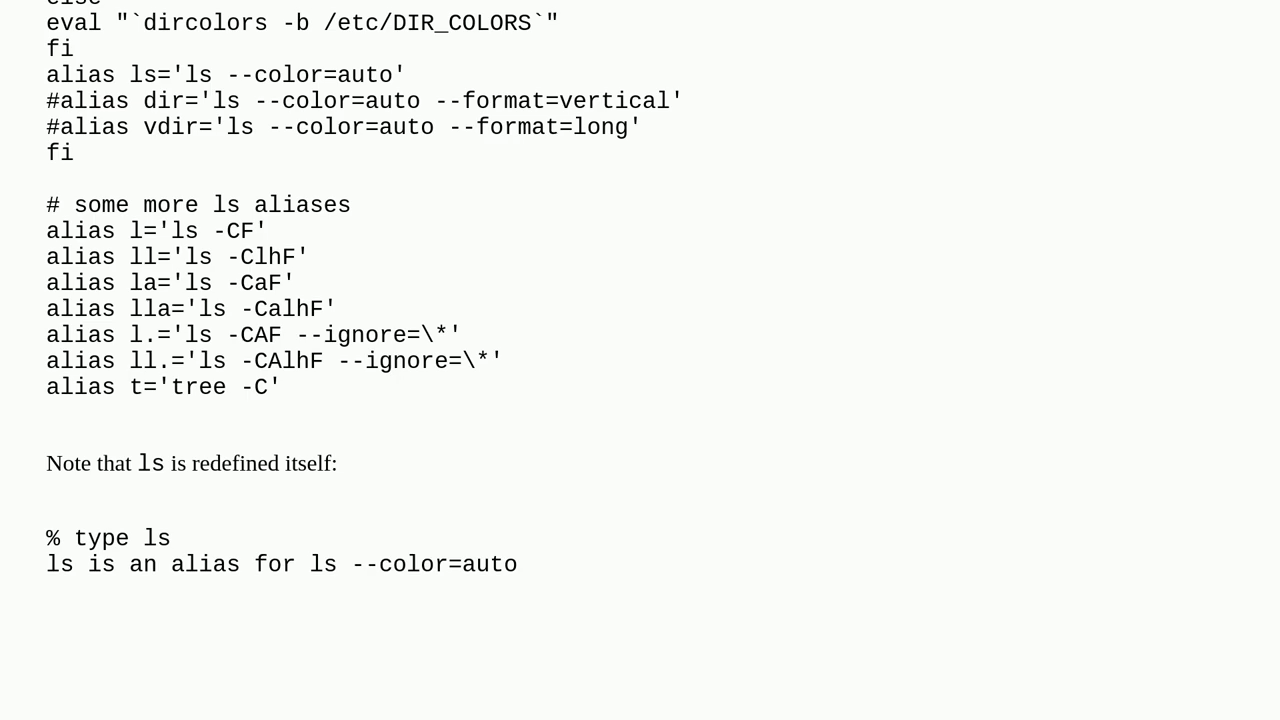 else
eval "`dircolors -b /etc/DIR_COLORS`"
fi
alias ls='ls --color=auto'
#alias dir='ls --color=auto --format=vertical'
#alias vdir='ls --color=auto --format=long'
fi
# some more ls aliases
alias l='ls -CF'
alias ll='ls -ClhF'
alias la='ls -CaF'
alias lla='ls -CalhF'
alias l.='ls -CAF --ignore=\*'
alias ll.='ls -CAlhF --ignore=\*'
alias t='tree -C'
Note that ls is redefined itself:
% type ls
ls is an alias for ls --color=auto